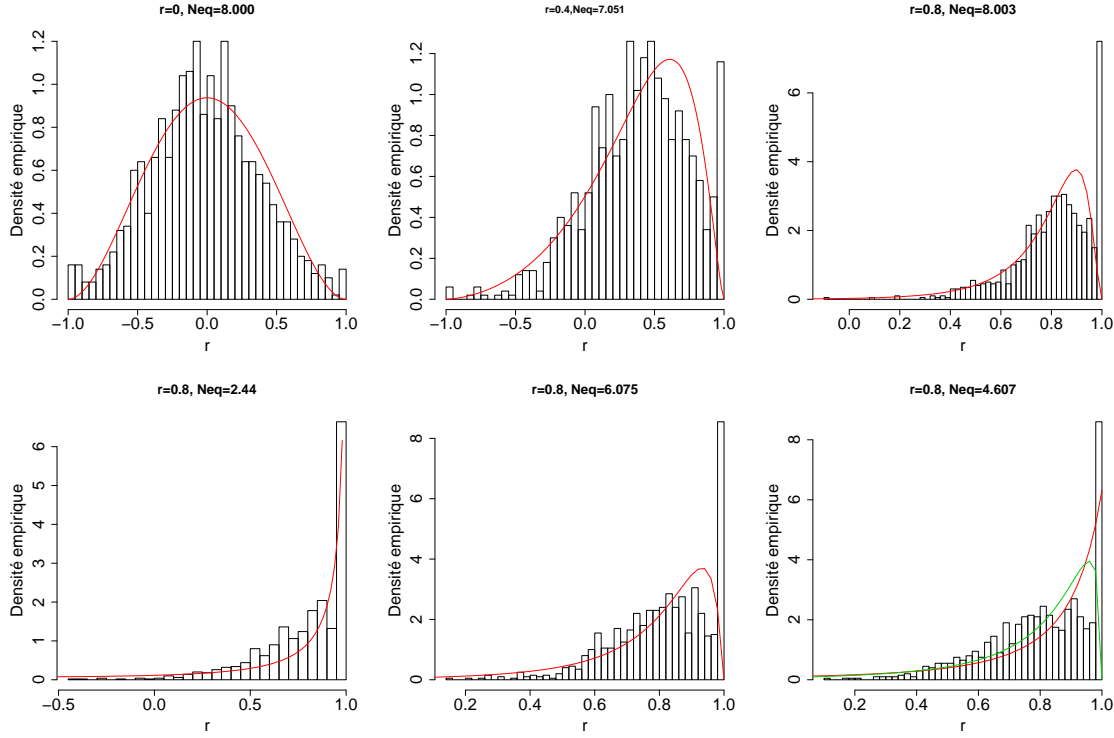 r=0, Neq=8.000
Densité empirique
0.0 0.2 0.4 0.6 0.8 1.0 1.2
−1.0 −0.5 0.0 0.5 1.0
r
r=0.4,Neq=7.051
Densité empirique
0.0 0.2 0.4 0.6 0.8 1.0 1.2
−1.0 −0.5 0.0 0.5 1.0
r
r=0.8, Neq=8.003
Densité empirique
0 2 4 6
0.0 0.2 0.4 0.6 0.8 1.0
r
r=0.8, Neq=2.44
Densité empirique
0 1 2 3 4 5 6
−0.5 0.0 0.5 1.0
r
r=0.8, Neq=6.075
Densité empirique
0 2 4 6 8
0.2 0.4 0.6 0.8 1.0
r
r=0.8, Neq=4.607
Densité empirique
0 2 4 6 8
0.2 0.4 0.6 0.8 1.0
r